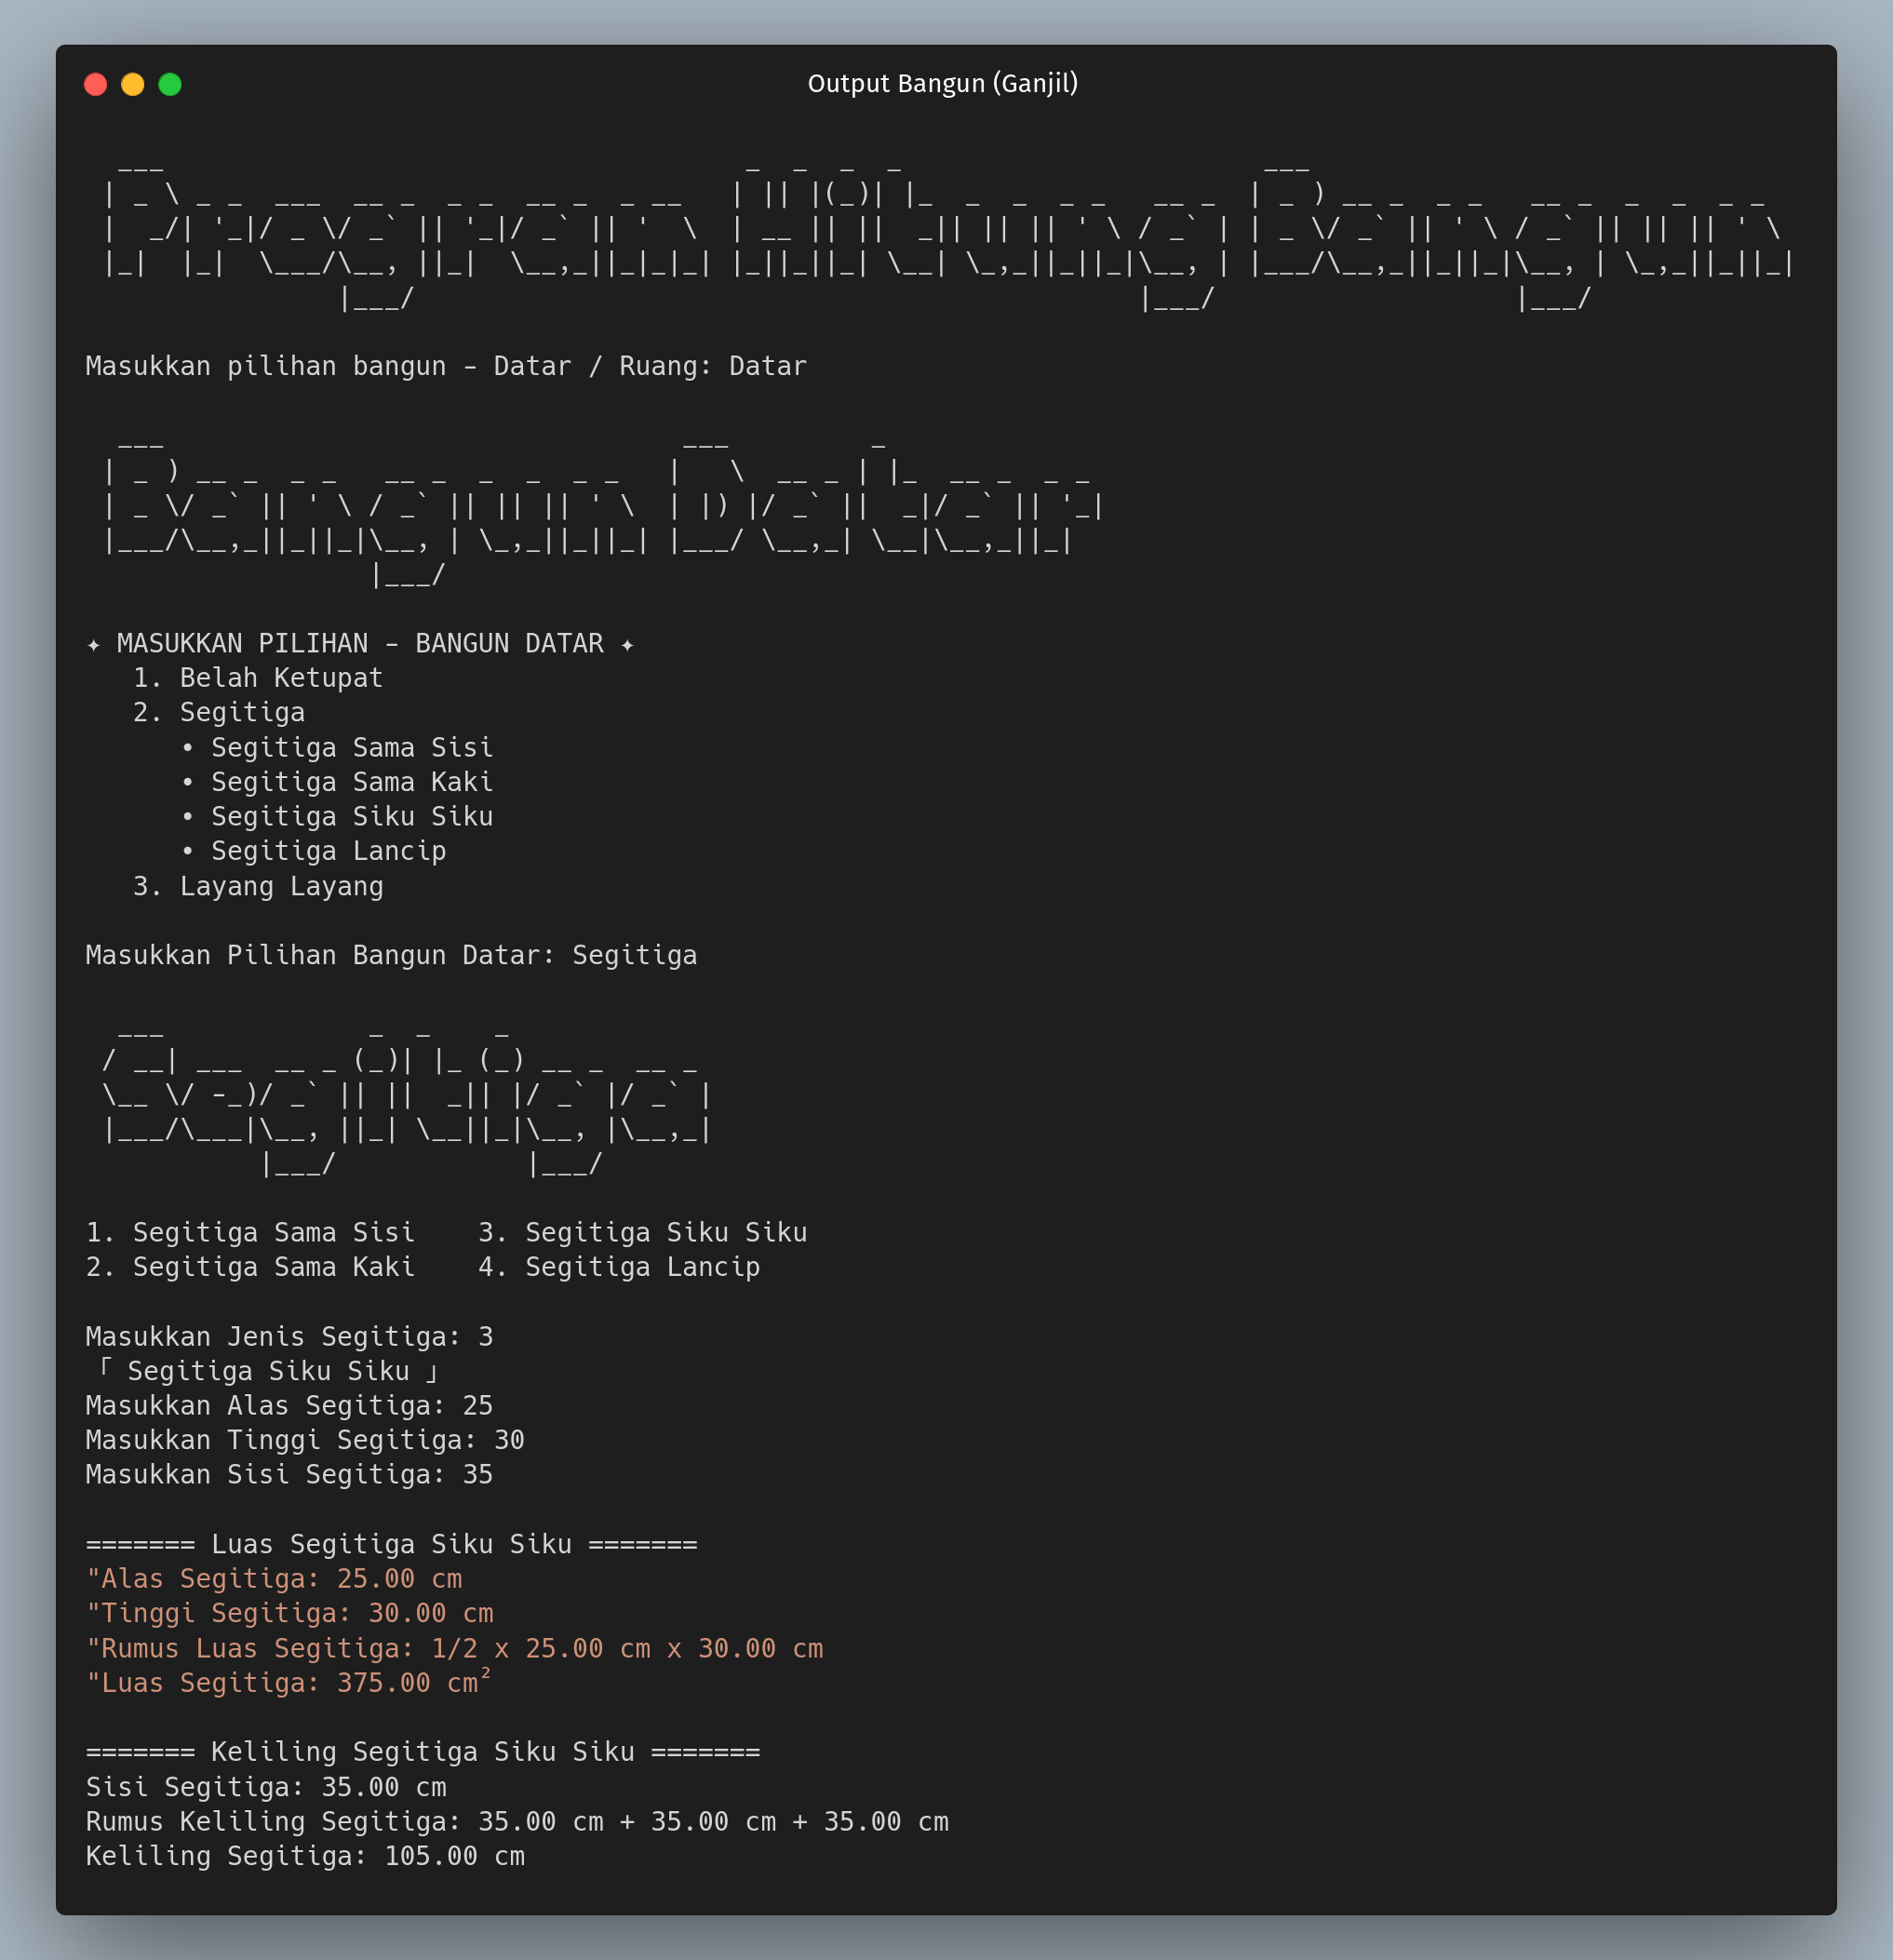 Output Bangun (Ganjil)
Program Hitung Bangun
Masukkan pilihan bangun - Datar / Ruang: Datar
Bangun Datar
✦ MASUKKAN PILIHAN - BANGUN DATAR ✦
1. Belah Ketupat
2. Segitiga
• Segitiga Sama Sisi
• Segitiga Sama Kaki
• Segitiga Siku Siku
• Segitiga Lancip
3. Layang Layang
Masukkan Pilihan Bangun Datar: Segitiga
Segitiga
1. Segitiga Sama Sisi    3. Segitiga Siku Siku
2. Segitiga Sama Kaki    4. Segitiga Lancip
Masukkan Jenis Segitiga: 3
「 Segitiga Siku Siku 」
Masukkan Alas Segitiga: 25
Masukkan Tinggi Segitiga: 30
Masukkan Sisi Segitiga: 35
======= Luas Segitiga Siku Siku =======
"Alas Segitiga: 25.00 cm
"Tinggi Segitiga: 30.00 cm
"Rumus Luas Segitiga: 1/2 x 25.00 cm x 30.00 cm
"Luas Segitiga: 375.00 cm²
======= Keliling Segitiga Siku Siku =======
Sisi Segitiga: 35.00 cm
Rumus Keliling Segitiga: 35.00 cm + 35.00 cm + 35.00 cm
Keliling Segitiga: 105.00 cm